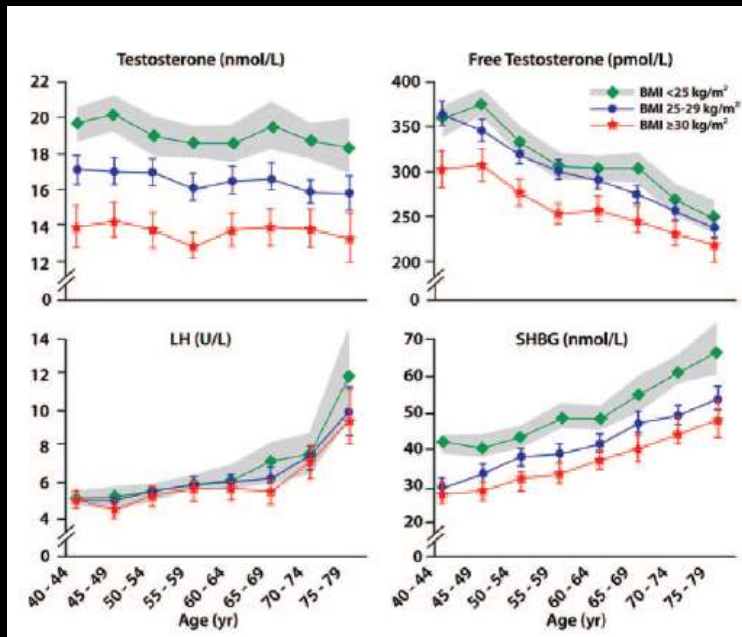 Testosterone (nmol/L)
22
20
18
16
14
12
0
Free Testosterone (pmol/L)
400
350
300
250
200
0
BMI <25 kg/m²
BMI 25-29 kg/m²
BMI ≥30 kg/m²
LH (U/L)
14
12
10
8
6
4
0
40 - 44
45 - 49
50 - 54
55 - 59
60 - 64
65 - 69
70 - 74
75 - 79
Age (yr)
SHBG (nmol/L)
70
60
50
40
30
20
0
40 - 44
45 - 49
50 - 54
55 - 59
60 - 64
65 - 69
70 - 74
75 - 79
Age (yr)